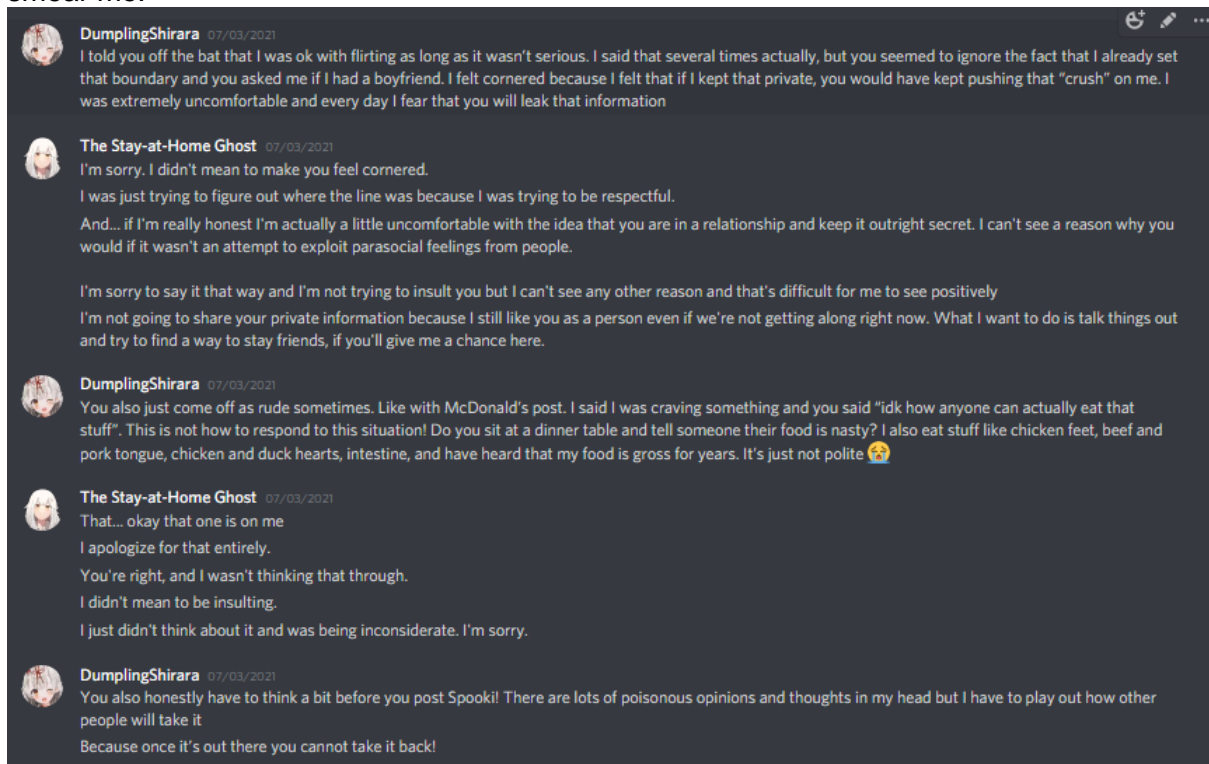 DumplingShirara 07/03/2021
I told you off the bat that I was ok with flirting as long as it wasn't serious. I said that several times actually, but you seemed to ignore the fact that I already set
that boundary and you asked me if I had a boyfriend. I felt cornered because I felt that if I kept that private, you would have kept pushing that “crush” on me. I
was extremely uncomfortable and every day I fear that you will leak that information
The Stay-at-Home Ghost 07/03/2021
I'm sorry. I didn't mean to make you feel cornered.
I was just trying to figure out where the line was because I was trying to be respectful.
And... if I'm really honest I'm actually a little uncomfortable with the idea that you are in a relationship and keep it outright secret. I can't see a reason why you
would if it wasn't an attempt to exploit parasocial feelings from people.
I'm sorry to say it that way and I'm not trying to insult you but I can't see any other reason and that's difficult for me to see positively
I'm not going to share your private information because I still like you as a person even if we're not getting along right now. What I want to do is talk things out
and try to find a way to stay friends, if you'll give me a chance here.
DumplingShirara 07/03/2021
You also just come off as rude sometimes. Like with McDonald's post. I said I was craving something and you said “idk how anyone can actually eat that
stuff”. This is not how to respond to this situation! Do you sit at a dinner table and tell someone their food is nasty? I also eat stuff like chicken feet, beef and
pork tongue, chicken and duck hearts, intestine, and have heard that my food is gross for years. It's just not polite 😭
The Stay-at-Home Ghost 07/03/2021
That... okay that one is on me
I apologize for that entirely.
You're right, and I wasn't thinking that through.
I didn't mean to be insulting.
I just didn't think about it and was being inconsiderate. I'm sorry.
DumplingShirara 07/03/2021
You also honestly have to think a bit before you post Spooki! There are lots of poisonous opinions and thoughts in my head but I have to play out how other
people will take it
Because once it's out there you cannot take it back!